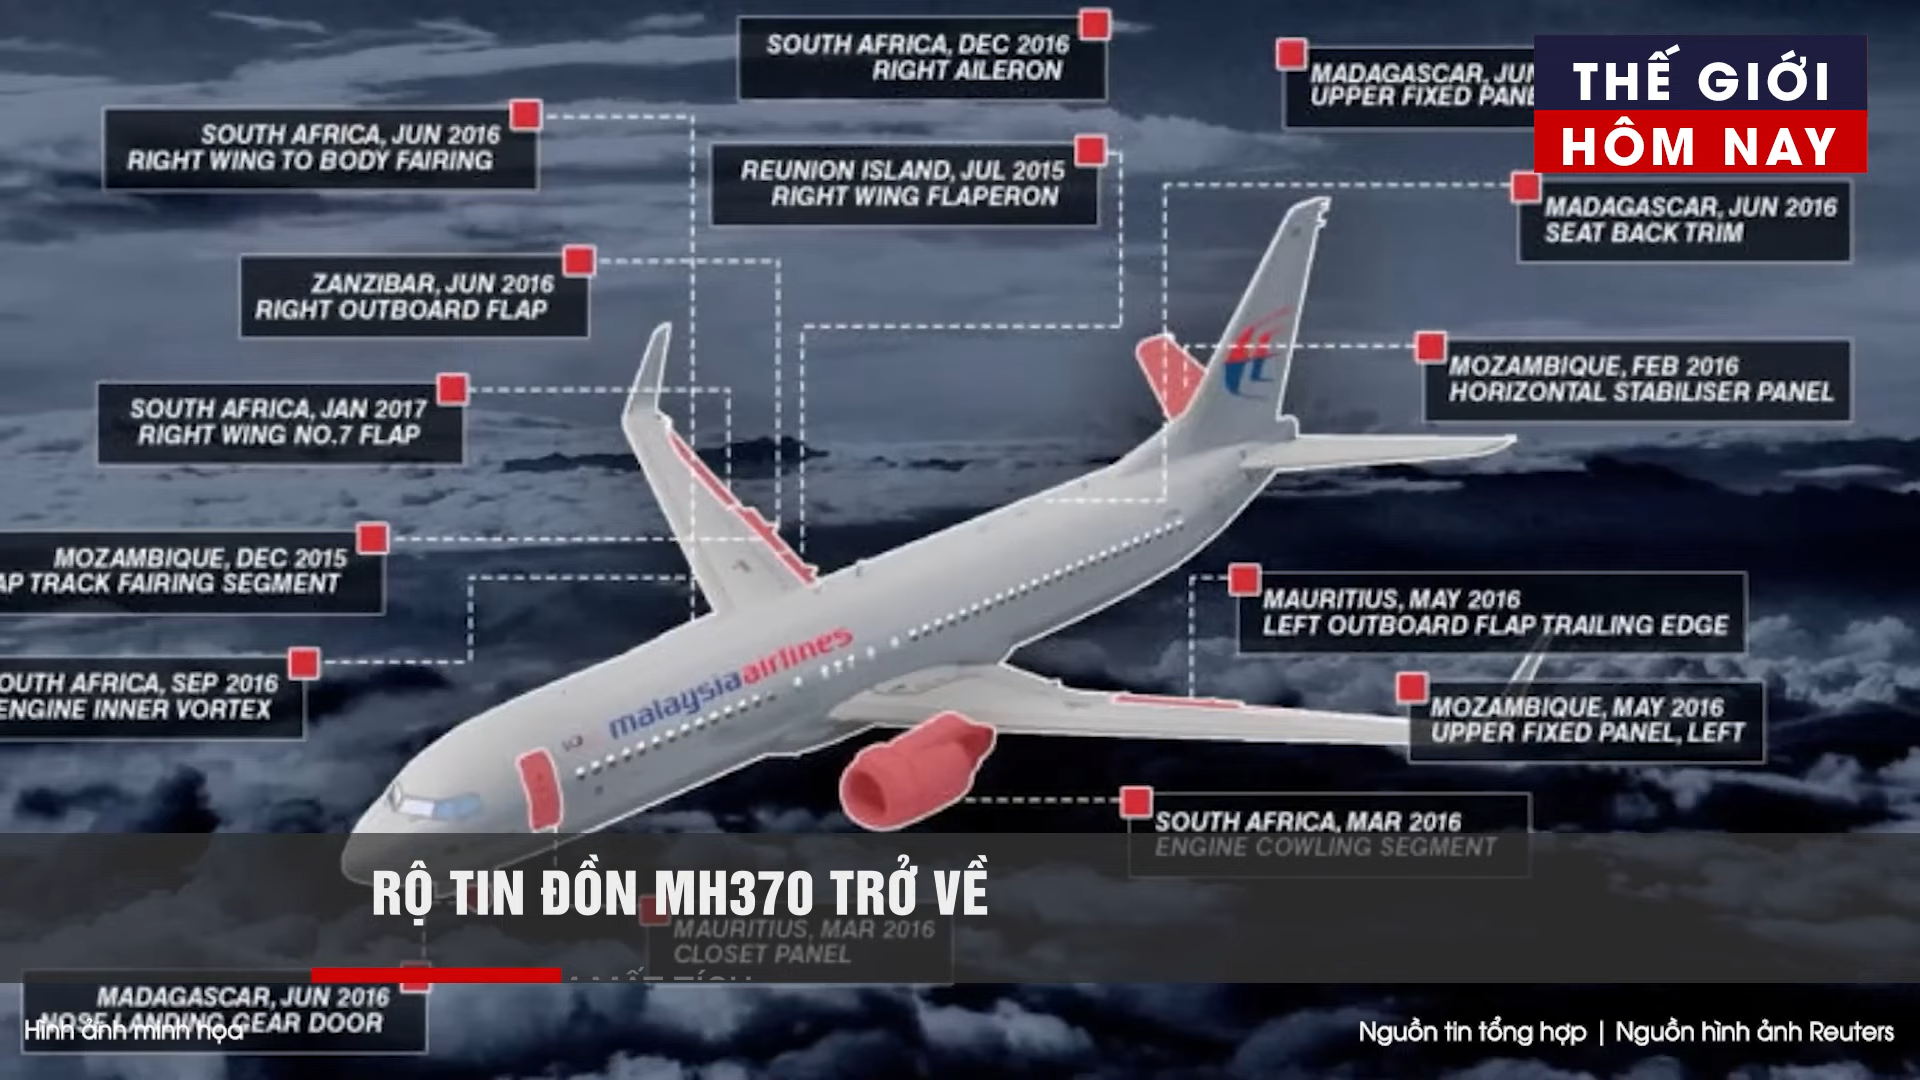 SOUTH AFRICA, DEC 2016
RIGHT AILERON
MADAGASCAR, JUN
UPPER FIXED PANE
THẾ GIỚI
HÔM NAY
SOUTH AFRICA, JUN 2016
RIGHT WING TO BODY FAIRING
REUNION ISLAND, JUL 2015
RIGHT WING FLAPERON
MADAGASCAR, JUN 2016
SEAT BACK TRIM
ZANZIBAR, JUN 2016
RIGHT OUTBOARD FLAP
MOZAMBIQUE, FEB 2016
HORIZONTAL STABILISER PANEL
SOUTH AFRICA, JAN 2017
RIGHT WING NO.7 FLAP
MOZAMBIQUE, DEC 2015
AP TRACK FAIRING SEGMENT
MAURITIUS, MAY 2016
LEFT OUTBOARD FLAP TRAILING EDGE
OUTH AFRICA, SEP 2016
ENGINE INNER VORTEX
malaysiaairlines
MOZAMBIQUE, MAY 2016
UPPER FIXED PANEL, LEFT
SOUTH AFRICA, MAR 2016
ENGINE COWLING SEGMENT
RỘ TIN ĐỒN MH370 TRỞ VỀ
MAURITIUS, MAR 2016
CLOSET PANEL
MADAGASCAR, JUN 2016
NOSE LANDING GEAR DOOR
Hình ảnh minh họa
Nguồn tin tổng hợp | Nguồn hình ảnh Reuters